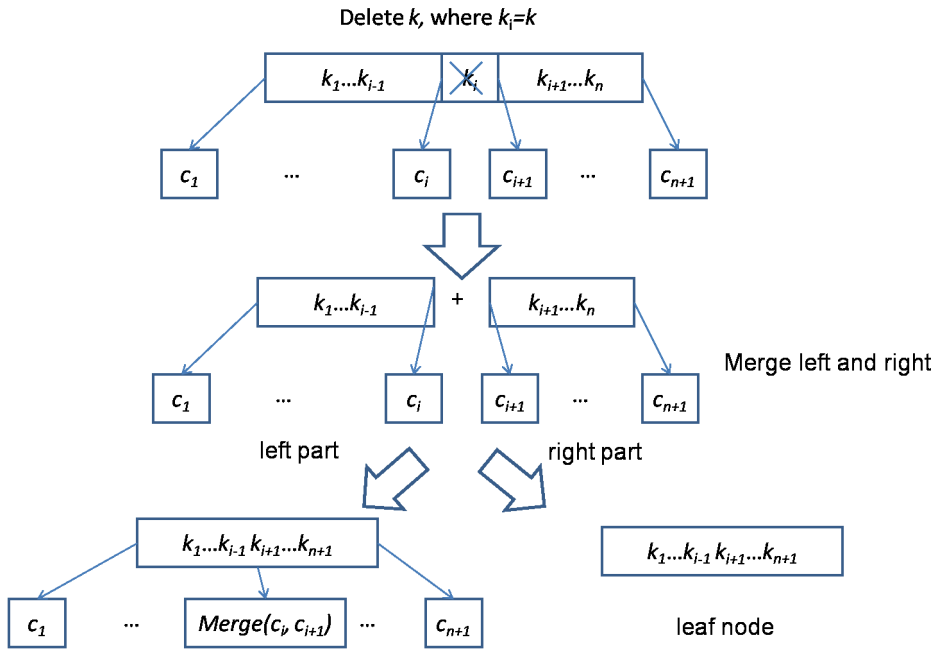 Delete k, where kᵢ=k
k₁...kᵢ₋₁ kᵢ kᵢ₊₁...kₙ
c₁ ... cᵢ cᵢ₊₁ ... cₙ₊₁
k₁...kᵢ₋₁ + kᵢ₊₁...kₙ
Merge left and right
c₁ ... cᵢ cᵢ₊₁ ... cₙ₊₁
left part right part
k₁...kᵢ₋₁ kᵢ₊₁...kₙ₊₁
k₁...kᵢ₋₁ kᵢ₊₁...kₙ₊₁
c₁ ... Merge(cᵢ, cᵢ₊₁) ... cₙ₊₁
leaf node